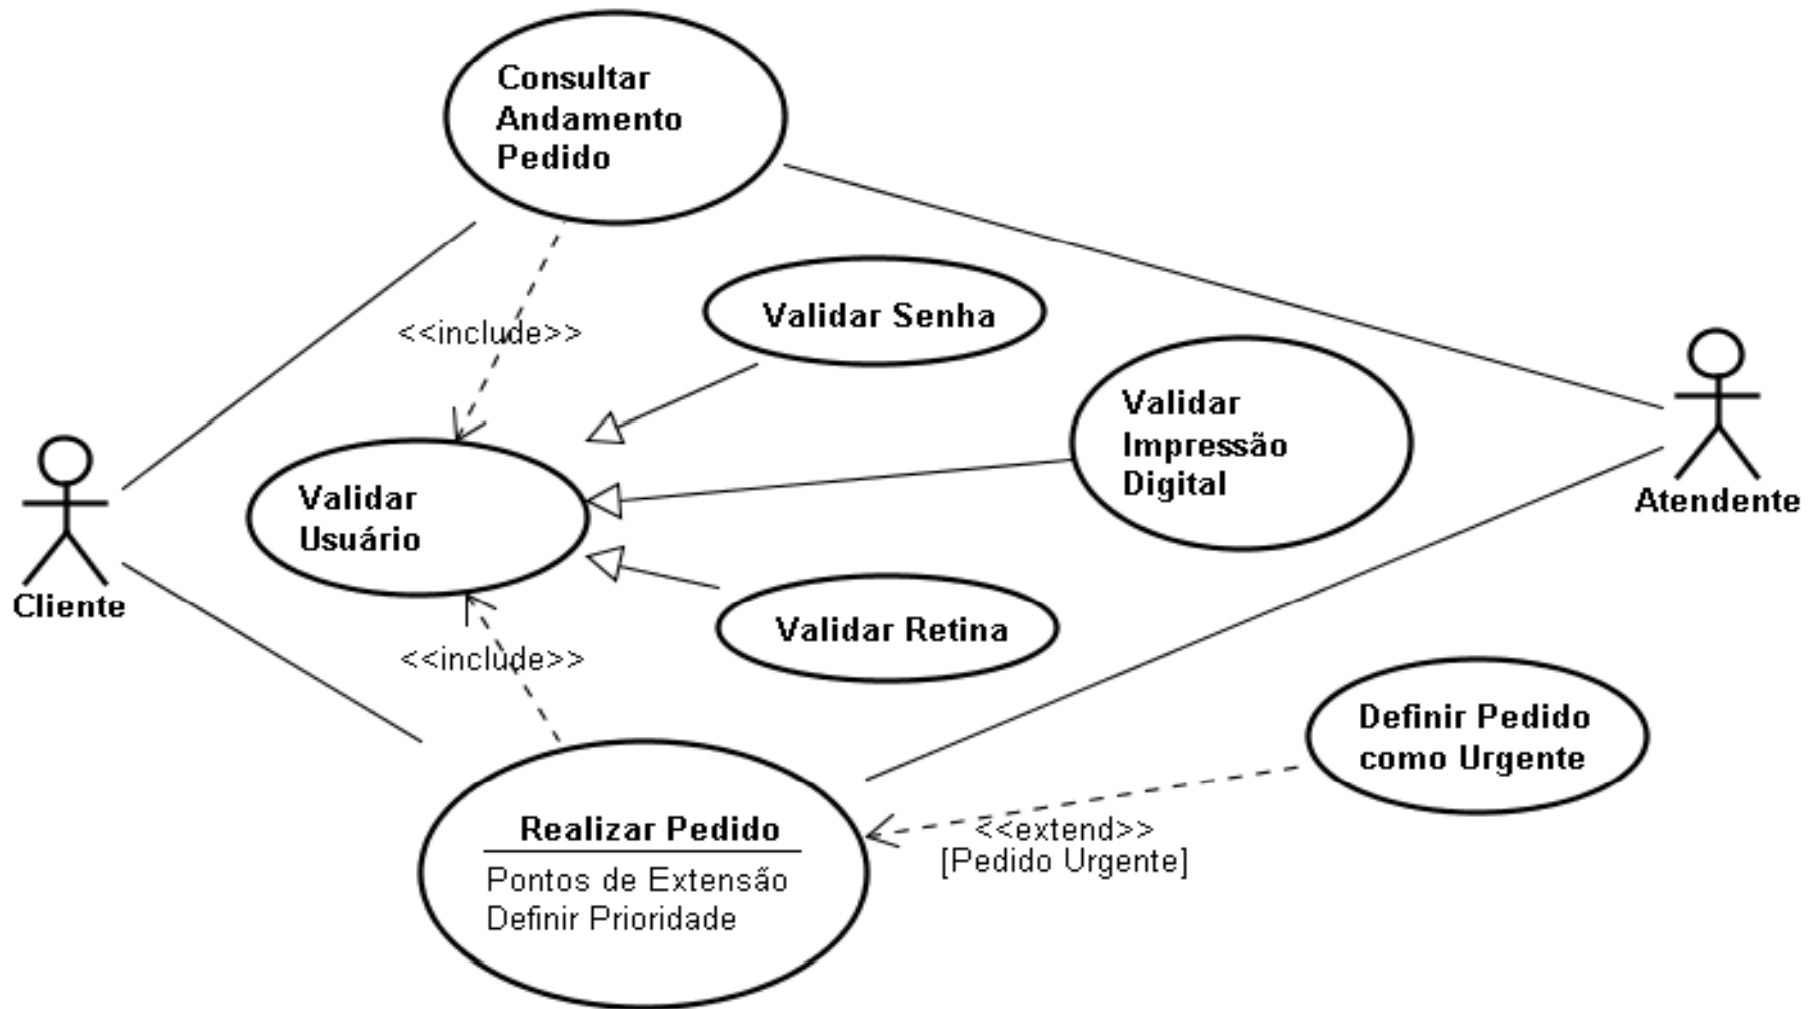 Consultar
Andamento
Pedido
<<include>>
Validar Senha
Validar
Impressão
Digital
Atendente
Validar
Usuário
Cliente
Validar Retina
<<include>>
Definir Pedido
como Urgente
<<extend>>
[Pedido Urgente]
Realizar Pedido
Pontos de Extensão
Definir Prioridade